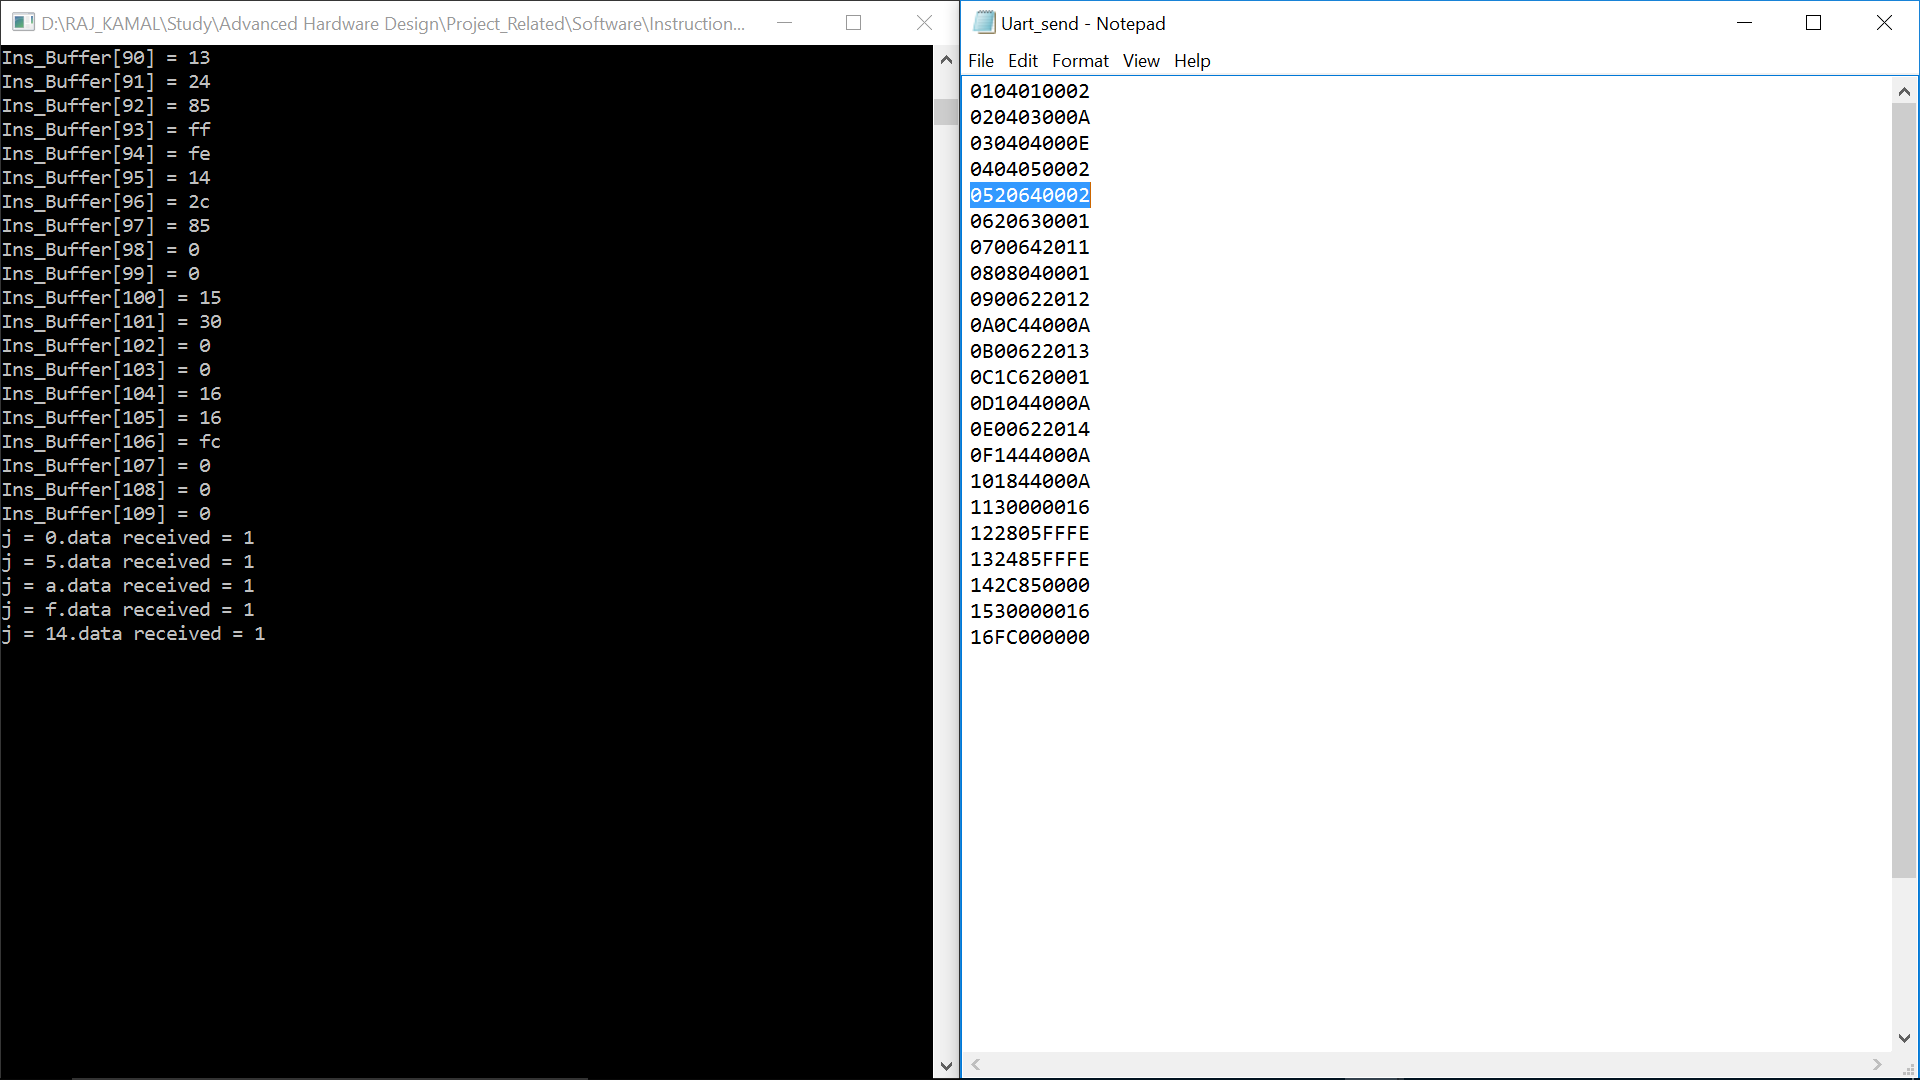 D:\RAJ_KAMAL\Study\Advanced Hardware Design\Project_Related\Software\Instruction...
Ins_Buffer[90] = 13
Ins_Buffer[91] = 24
Ins_Buffer[92] = 85
Ins_Buffer[93] = ff
Ins_Buffer[94] = fe
Ins_Buffer[95] = 14
Ins_Buffer[96] = 2c
Ins_Buffer[97] = 85
Ins_Buffer[98] = 0
Ins_Buffer[99] = 0
Ins_Buffer[100] = 15
Ins_Buffer[101] = 30
Ins_Buffer[102] = 0
Ins_Buffer[103] = 0
Ins_Buffer[104] = 16
Ins_Buffer[105] = 16
Ins_Buffer[106] = fc
Ins_Buffer[107] = 0
Ins_Buffer[108] = 0
Ins_Buffer[109] = 0
j = 0.data received = 1
j = 5.data received = 1
j = a.data received = 1
j = f.data received = 1
j = 14.data received = 1
Uart_send - Notepad
File Edit Format View Help
0104010002
020403000A
030404000E
0404050002
0520640002
0620630001
0700642011
0808040001
0900622012
0A0C44000A
0B00622013
0C1C620001
0D1044000A
0E00622014
0F1444000A
101844000A
1130000016
122805FFFE
132485FFFE
142C850000
1530000016
16FC000000